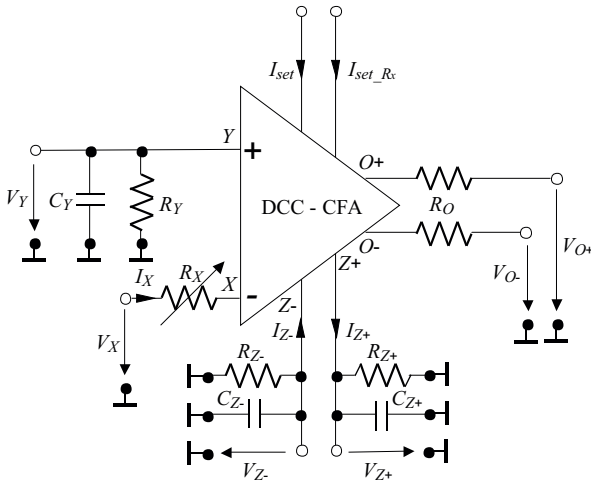 I_set I_set_Rx
Y
+
O+
V_Y C_Y R_Y DCC - CFA R_O
O-
V_O-
V_O+
I_X R_X X
-
Z- Z+
V_X
I_Z- I_Z+
R_Z- R_Z+
C_Z- C_Z+
V_Z- V_Z+